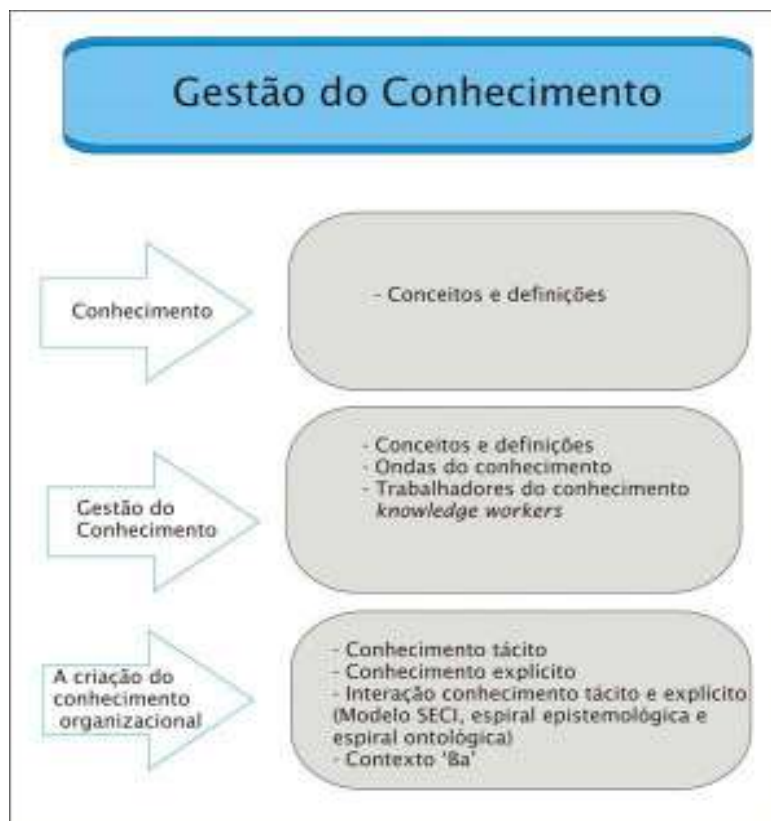 Gestão do Conhecimento
Conhecimento
- Conceitos e definições
Gestão do
Conhecimento
- Conceitos e definições
- Ondas do conhecimento
- Trabalhadores do conhecimento
knowledge workers
A criação do
conhecimento
organizacional
- Conhecimento tácito
- Conhecimento explícito
- Interação conhecimento tácito e explícito
(Modelo SECI, espiral epistemológica e
espiral ontológica)
- Contexto ‘Ba’